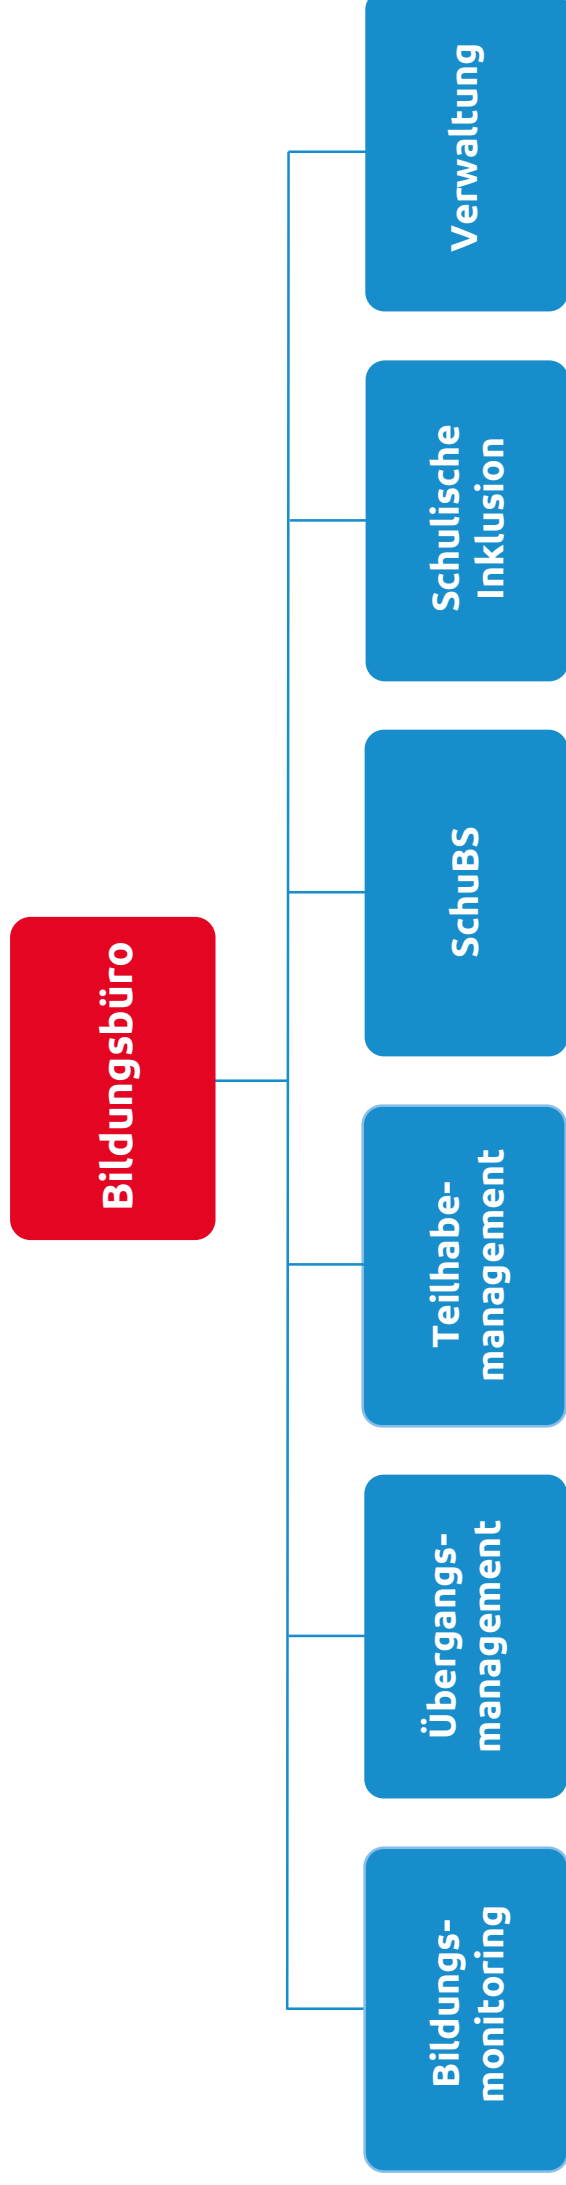 Bildungsbüro
Bildungs-
monitoring
Übergangs-
management
Teilhabe-
management
SchuBS
Schulische
Inklusion
Verwaltung